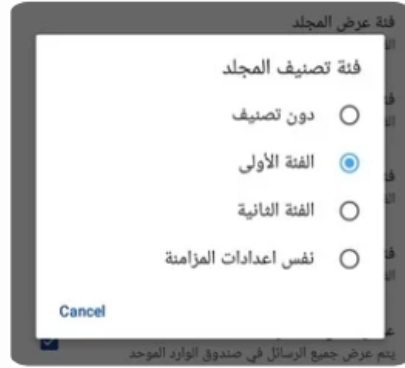 فئة عرض المجلد
فئة تصنيف المجلد
دون تصنيف
الفئة الأولى
الفئة الثانية
نفس اعدادات المزامنة
Cancel
يتم عرض جميع الرسائل في صندوق الوارد الموحد